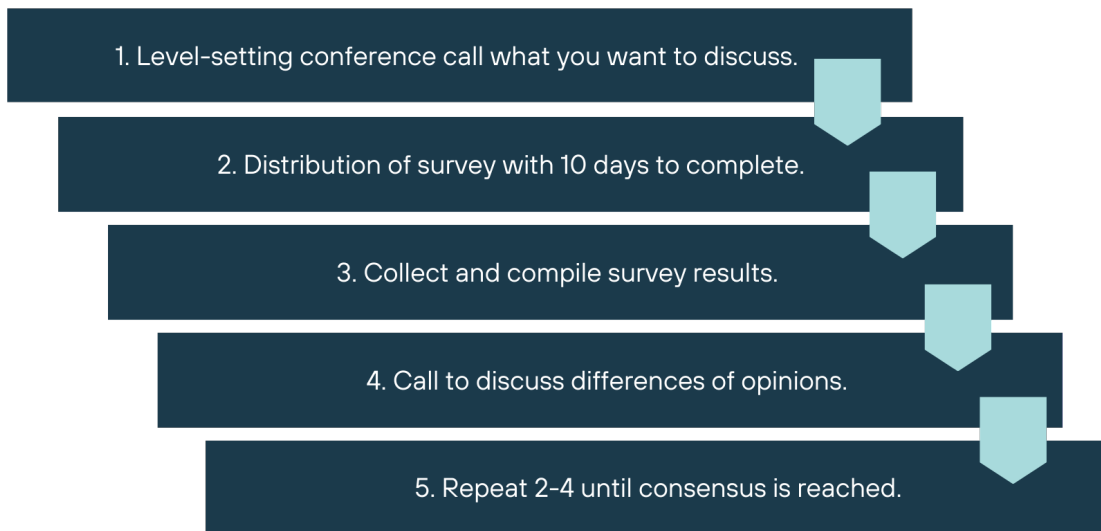 1. Level-setting conference call what you want to discuss.
2. Distribution of survey with 10 days to complete.
3. Collect and compile survey results.
4. Call to discuss differences of opinions.
5. Repeat 2-4 until consensus is reached.